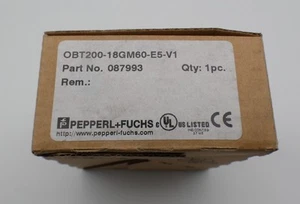 OBT200-18GM60-E5-V1
Part No. 087993 Qty: 1pc.
Rem.:
PEPPERL+FUCHS c UL US LISTED CE
http://www.pepperl-fuchs.com